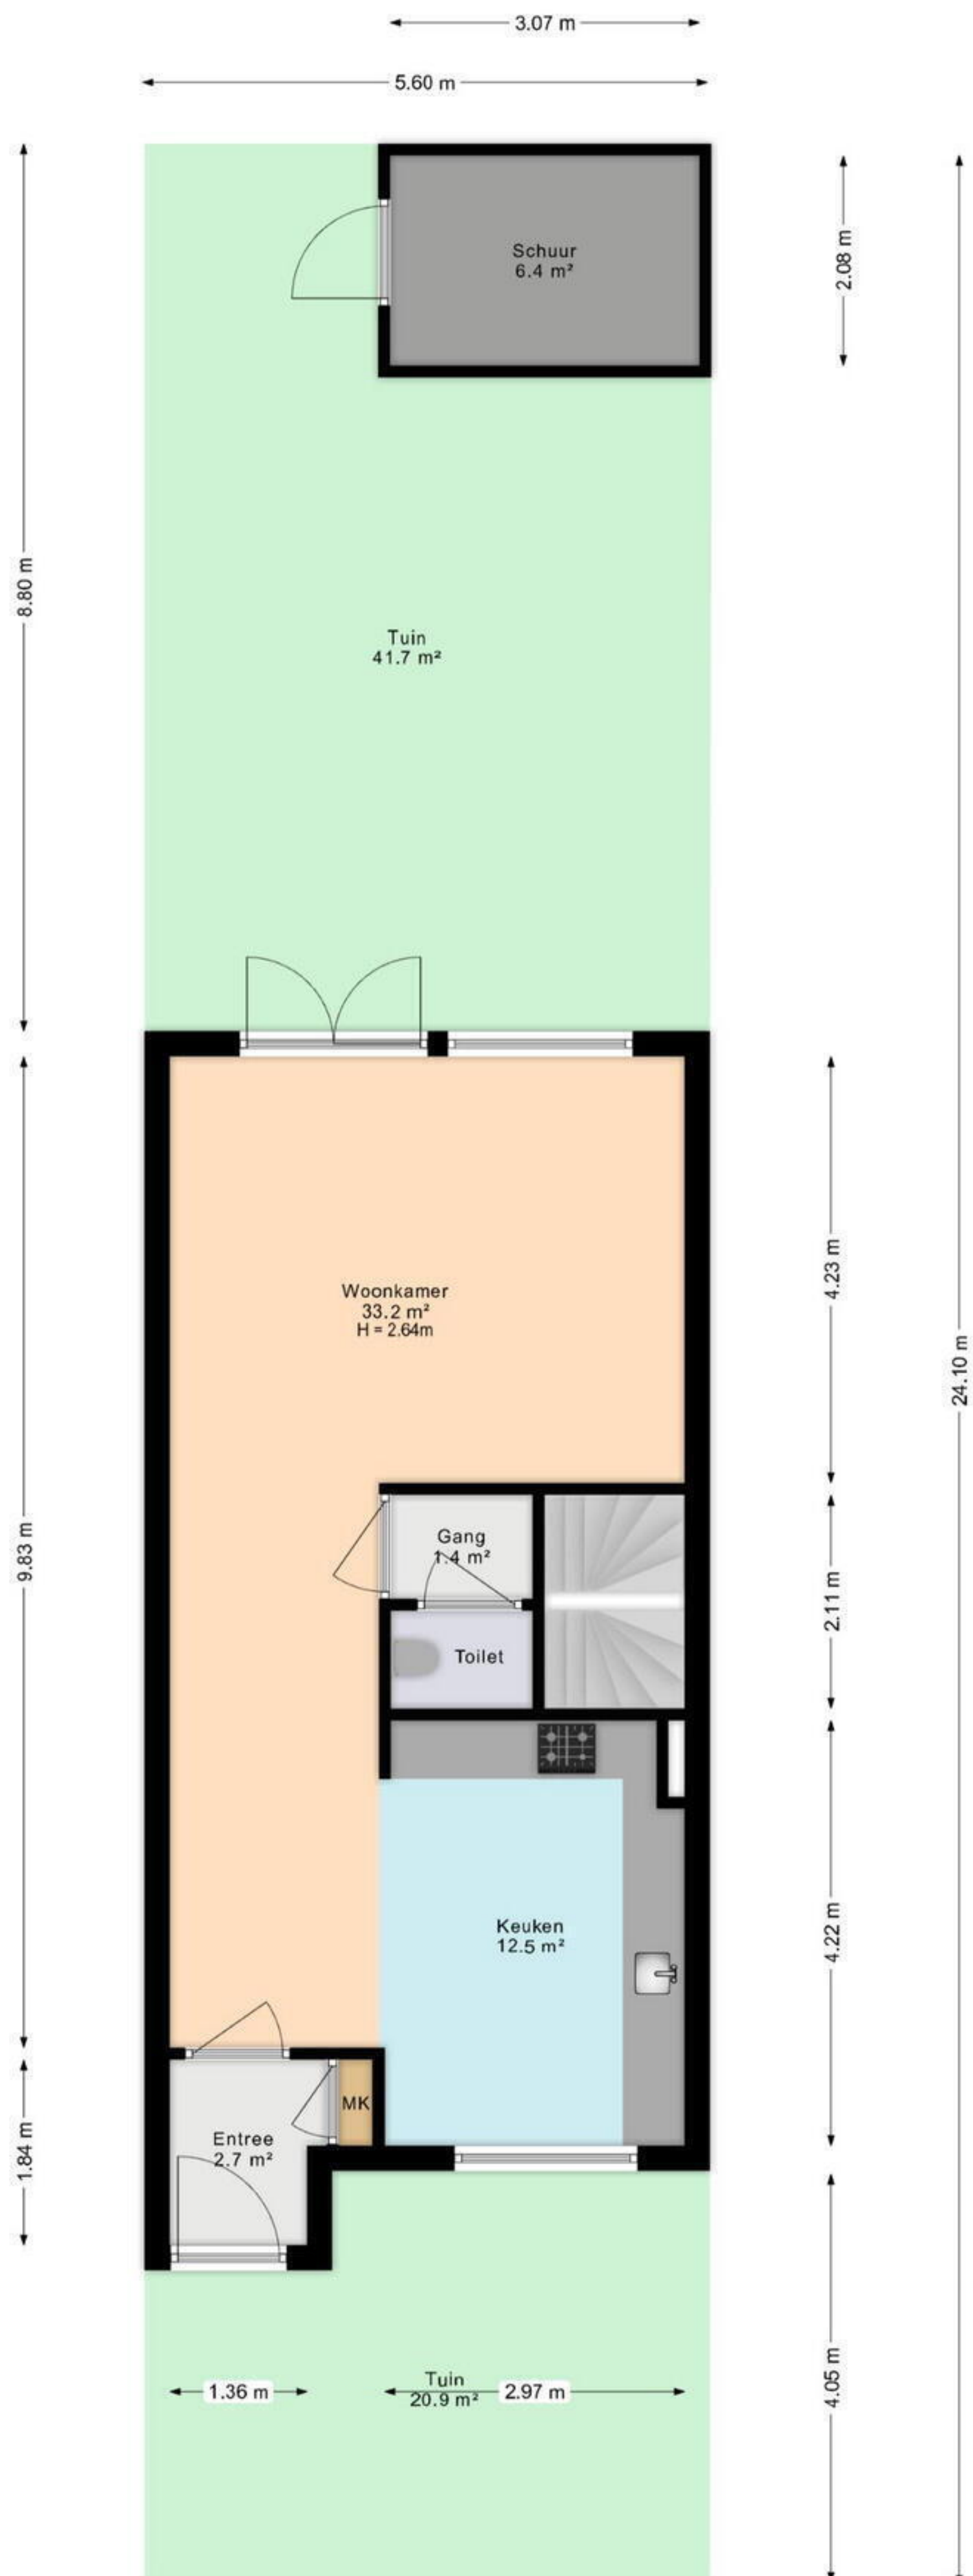 3.07 m
5.60 m
Schuur
6.4 m²
2.08 m
8.80 m
Tuin
41.7 m²
4.23 m
Woonkamer
33.2 m²
H = 2.64m
24.10 m
9.83 m
Gang
1.4 m²
2.11 m
Toilet
4.22 m
Keuken
12.5 m²
MK
Entree
2.7 m²
1.84 m
4.05 m
Tuin
20.9 m²
1.36 m
2.97 m